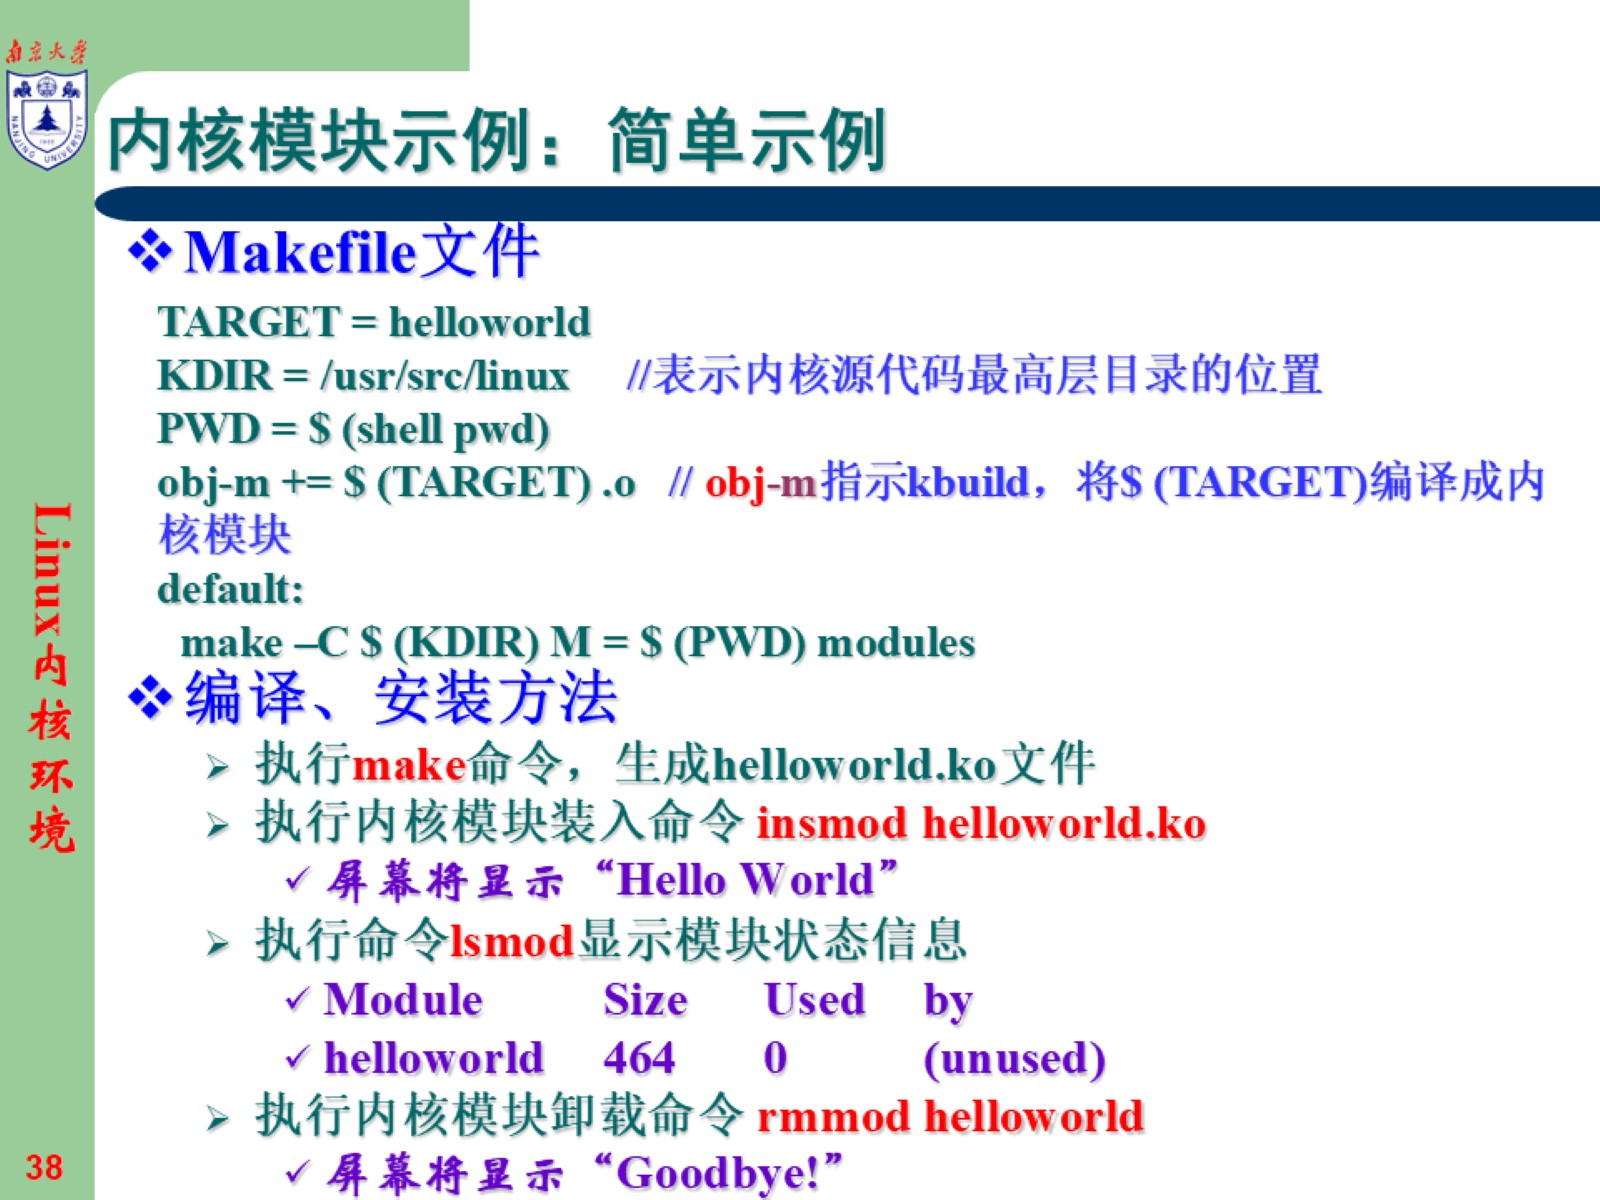 南京大学
NANJING UNIVERSITY
1902
内核模块示例：简单示例
❖Makefile文件
TARGET = helloworld
KDIR = /usr/src/linux //表示内核源代码最高层目录的位置
PWD = $ (shell pwd)
obj-m += $ (TARGET) .o // obj-m指示kbuild，将$ (TARGET)编译成内
核模块
default:
make –C $ (KDIR) M = $ (PWD) modules
❖编译、安装方法
➢ 执行make命令，生成helloworld.ko文件
➢ 执行内核模块装入命令 insmod helloworld.ko
✓ 屏幕将显示“Hello World”
➢ 执行命令lsmod显示模块状态信息
✓ Module Size Used by
✓ helloworld 464 0 (unused)
➢ 执行内核模块卸载命令 rmmod helloworld
✓ 屏幕将显示“Goodbye!”
Linux内核环境
38